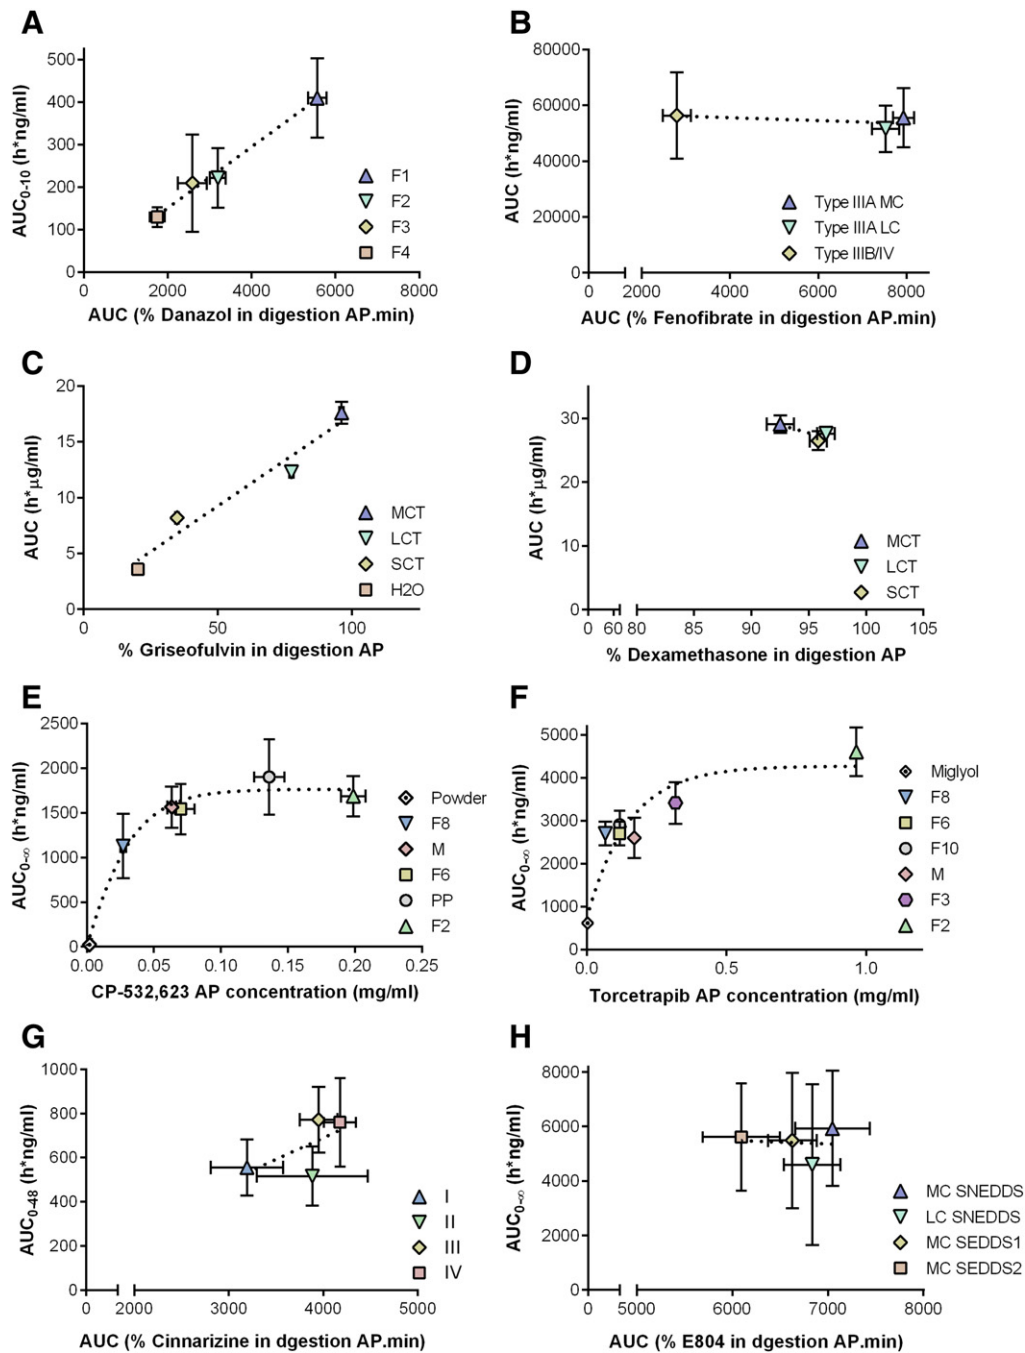 A
AUC0-10 (h*ng/ml)
500
400
300
200
100
0
F1
F2
F3
F4
0 2000 4000 6000 8000
AUC (% Danazol in digestion AP.min)
B
AUC (h*ng/ml)
80000
60000
40000
20000
0
Type IIIA MC
Type IIIA LC
Type IIIB/IV
0 2000 4000 6000 8000
AUC (% Fenofibrate in digestion AP.min)
C
AUC (h*µg/ml)
20
15
10
5
0
MCT
LCT
SCT
H2O
0 50 100
% Griseofulvin in digestion AP
D
AUC (h*µg/ml)
30
20
10
0
MCT
LCT
SCT
0 60 80 85 90 95 100 105
% Dexamethasone in digestion AP
E
AUC0-∞ (h*ng/ml)
2500
2000
1500
1000
500
0
Powder
F8
M
F6
PP
F2
0.00 0.05 0.10 0.15 0.20 0.25
CP-532,623 AP concentration (mg/ml)
F
AUC0-∞ (h*ng/ml)
5000
4000
3000
2000
1000
0
Miglyol
F8
F6
F10
M
F3
F2
0.0 0.5 1.0
Torcetrapib AP concentration (mg/ml)
G
AUC0-48 (h*ng/ml)
1000
800
600
400
200
0
I
II
III
IV
0 2000 3000 4000 5000
AUC (% Cinnarizine in dgestion AP.min)
H
AUC0-∞ (h*ng/ml)
8000
6000
4000
2000
0
MC SNEDDS
LC SNEDDS
MC SEDDS1
MC SEDDS2
0 5000 6000 7000 8000
AUC (% E804 in dgestion AP.min)